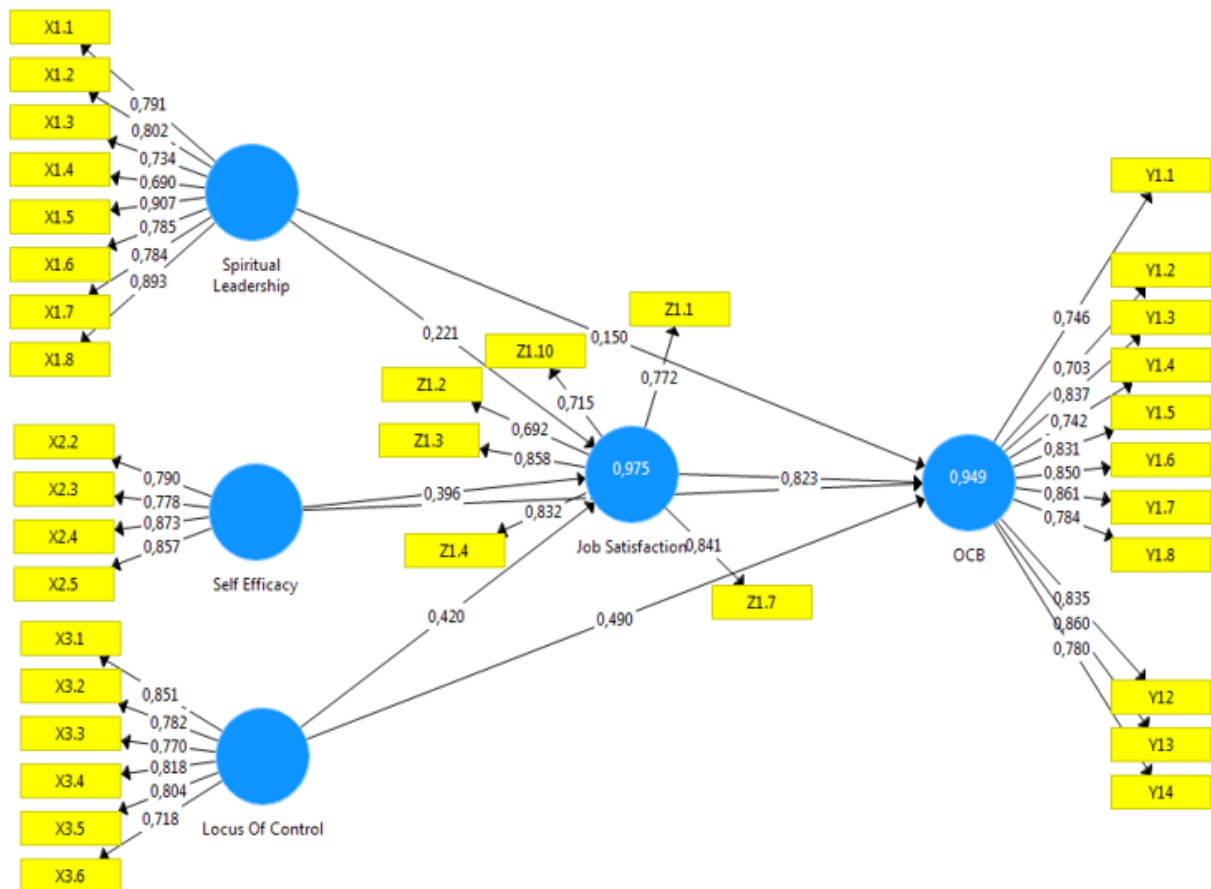 X1.1
X1.2
X1.3
X1.4
X1.5
X1.6
X1.7
X1.8
0,791
0,802
0,734
0,690
0,907
0,785
0,784
0,893
Spiritual
Leadership
X2.2
X2.3
X2.4
X2.5
0,790
0,778
0,873
0,857
Self Efficacy
X3.1
X3.2
X3.3
X3.4
X3.5
X3.6
0,851
0,782
0,770
0,818
0,804
0,718
Locus Of Control
0,221
0,150
0,396
0,823
0,420
0,490
Z1.1
Z1.10
Z1.2
Z1.3
Z1.4
Z1.7
0,772
0,715
0,692
0,858
0,832
0,841
0,975
Job Satisfaction
0,949
OCB
0,746
0,703
0,837
0,742
0,831
0,850
0,861
0,784
0,835
0,860
0,780
Y1.1
Y1.2
Y1.3
Y1.4
Y1.5
Y1.6
Y1.7
Y1.8
Y12
Y13
Y14